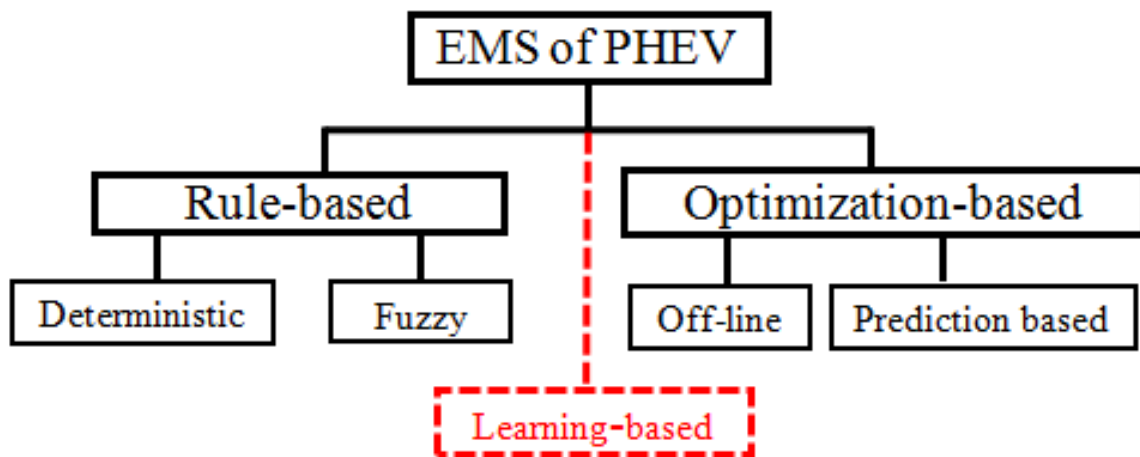 EMS of PHEV
Rule-based
Optimization-based
Deterministic
Fuzzy
Off-line
Prediction based
Learning-based